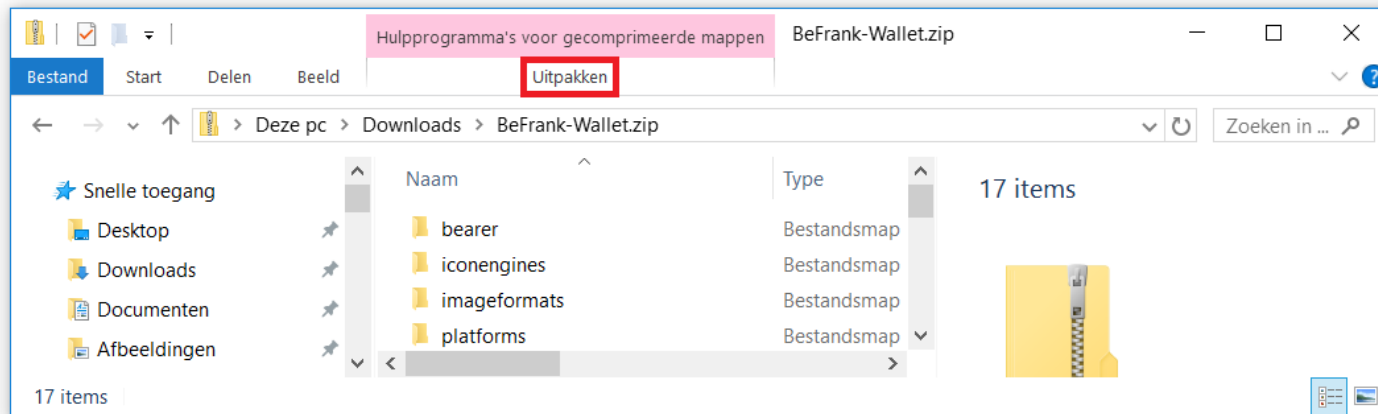 Hulpprogramma's voor gecomprimeerde mappen
BeFrank-Wallet.zip
Bestand
Start
Delen
Beeld
Uitpakken
?
> Deze pc > Downloads > BeFrank-Wallet.zip
Zoeken in ...
Snelle toegang
Desktop
Downloads
Documenten
Afbeeldingen
Naam
Type
bearer Bestandsmap
iconengines Bestandsmap
imageformats Bestandsmap
platforms Bestandsmap
17 items
17 items